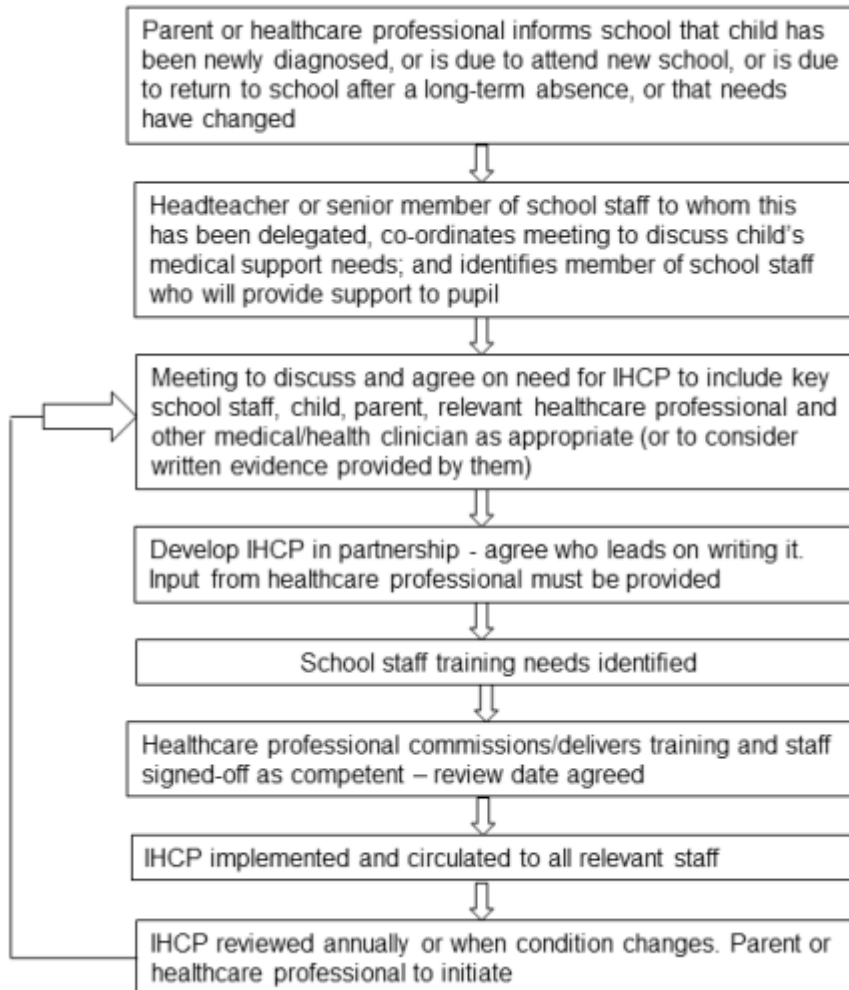 Parent or healthcare professional informs school that child has
been newly diagnosed, or is due to attend new school, or is due
to return to school after a long-term absence, or that needs
have changed
Headteacher or senior member of school staff to whom this
has been delegated, co-ordinates meeting to discuss child's
medical support needs; and identifies member of school staff
who will provide support to pupil
Meeting to discuss and agree on need for IHCP to include key
school staff, child, parent, relevant healthcare professional and
other medical/health clinician as appropriate (or to consider
written evidence provided by them)
Develop IHCP in partnership - agree who leads on writing it.
Input from healthcare professional must be provided
School staff training needs identified
Healthcare professional commissions/delivers training and staff
signed-off as competent – review date agreed
IHCP implemented and circulated to all relevant staff
IHCP reviewed annually or when condition changes. Parent or
healthcare professional to initiate